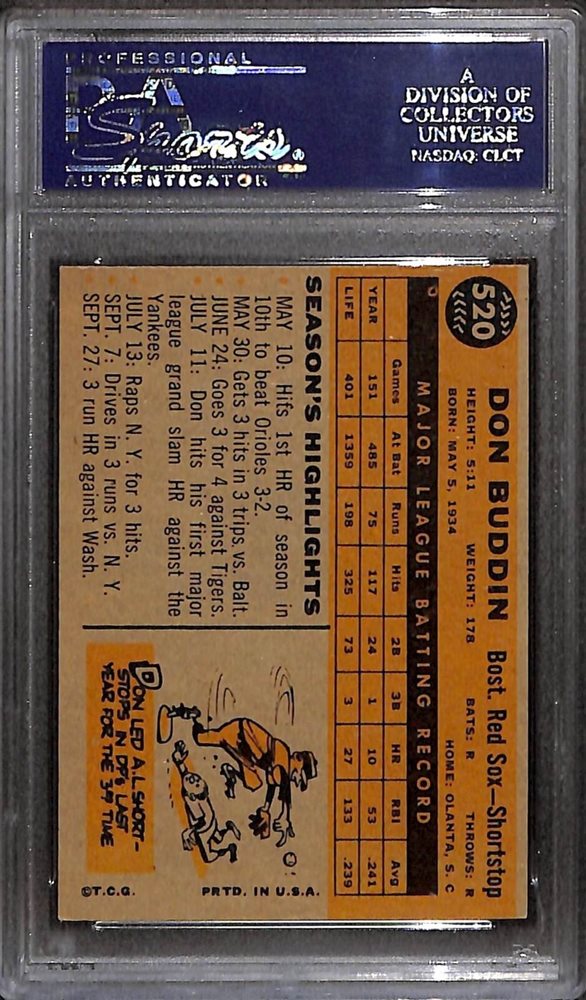 PROFESSIONAL
PSA
Sports
AUTHENTICATOR
A
DIVISION OF
COLLECTORS
UNIVERSE
NASDAQ: CLCT
520
DON BUDDIN Bost. Red Sox—Shortstop
HEIGHT: 5:11 WEIGHT: 178 BATS: R THROWS: R
BORN: MAY 5, 1934 HOME: OLANTA, S. C
MAJOR LEAGUE BATTING RECORD
Games At Bat Runs Hits 2B 3B HR RBI Avg
YEAR 151 485 75 117 24 1 10 53 .241
LIFE 401 1359 198 325 73 3 27 133 .239
SEASON'S HIGHLIGHTS
MAY 10: Hits 1st HR of season in
10th to beat Orioles 3-2.
MAY 30: Gets 3 hits in 3 trips vs. Balt.
JUNE 24: Goes 3 for 4 against Tigers.
JULY 11: Don hits his first major
league grand slam HR against the
Yankees.
JULY 13: Raps N. Y. for 3 hits.
SEPT. 7: Drives in 3 runs vs. N. Y.
SEPT. 27: 3 run HR against Wash.
DON LED A.L. SHORT-
STOPS IN DP's LAST
YEAR FOR THE 3rd TIME
©T.C.G. PRTD. IN U.S.A.